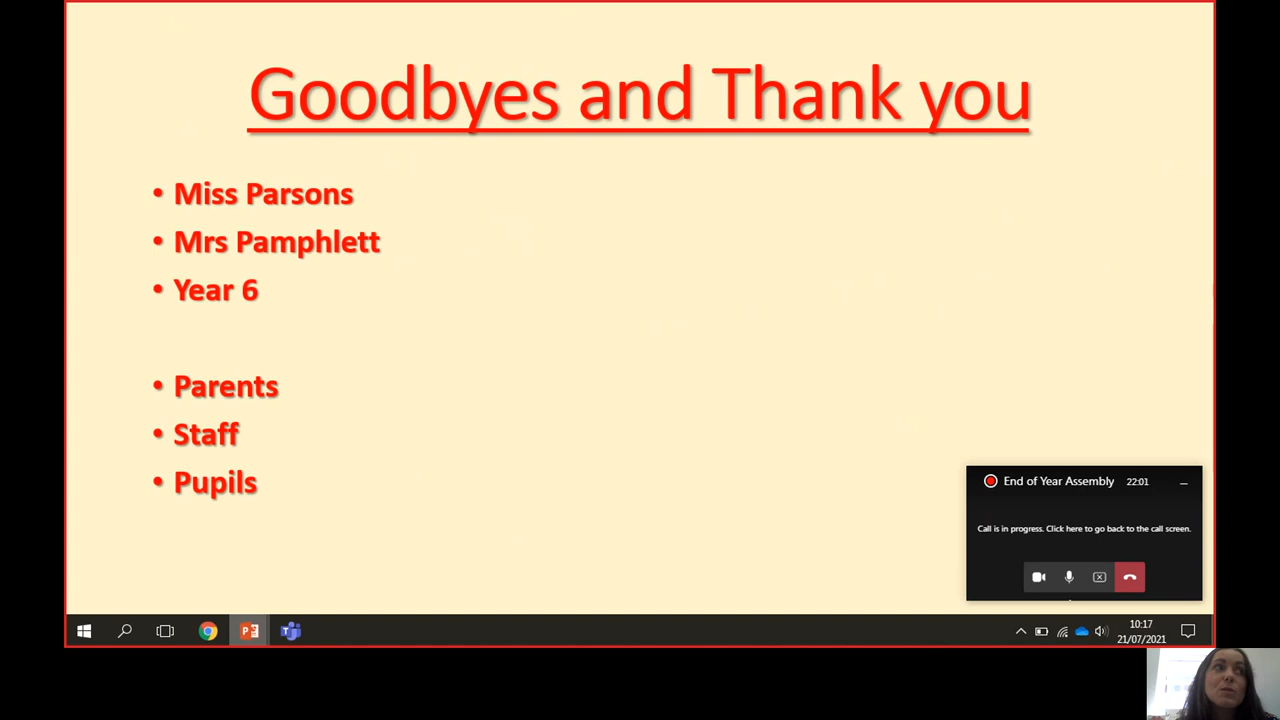 Goodbyes and Thank you
• Miss Parsons
• Mrs Pamphlett
• Year 6
• Parents
• Staff
• Pupils
End of Year Assembly 22:01
Call is in progress. Click here to go back to the call screen.
10:17
21/07/2021